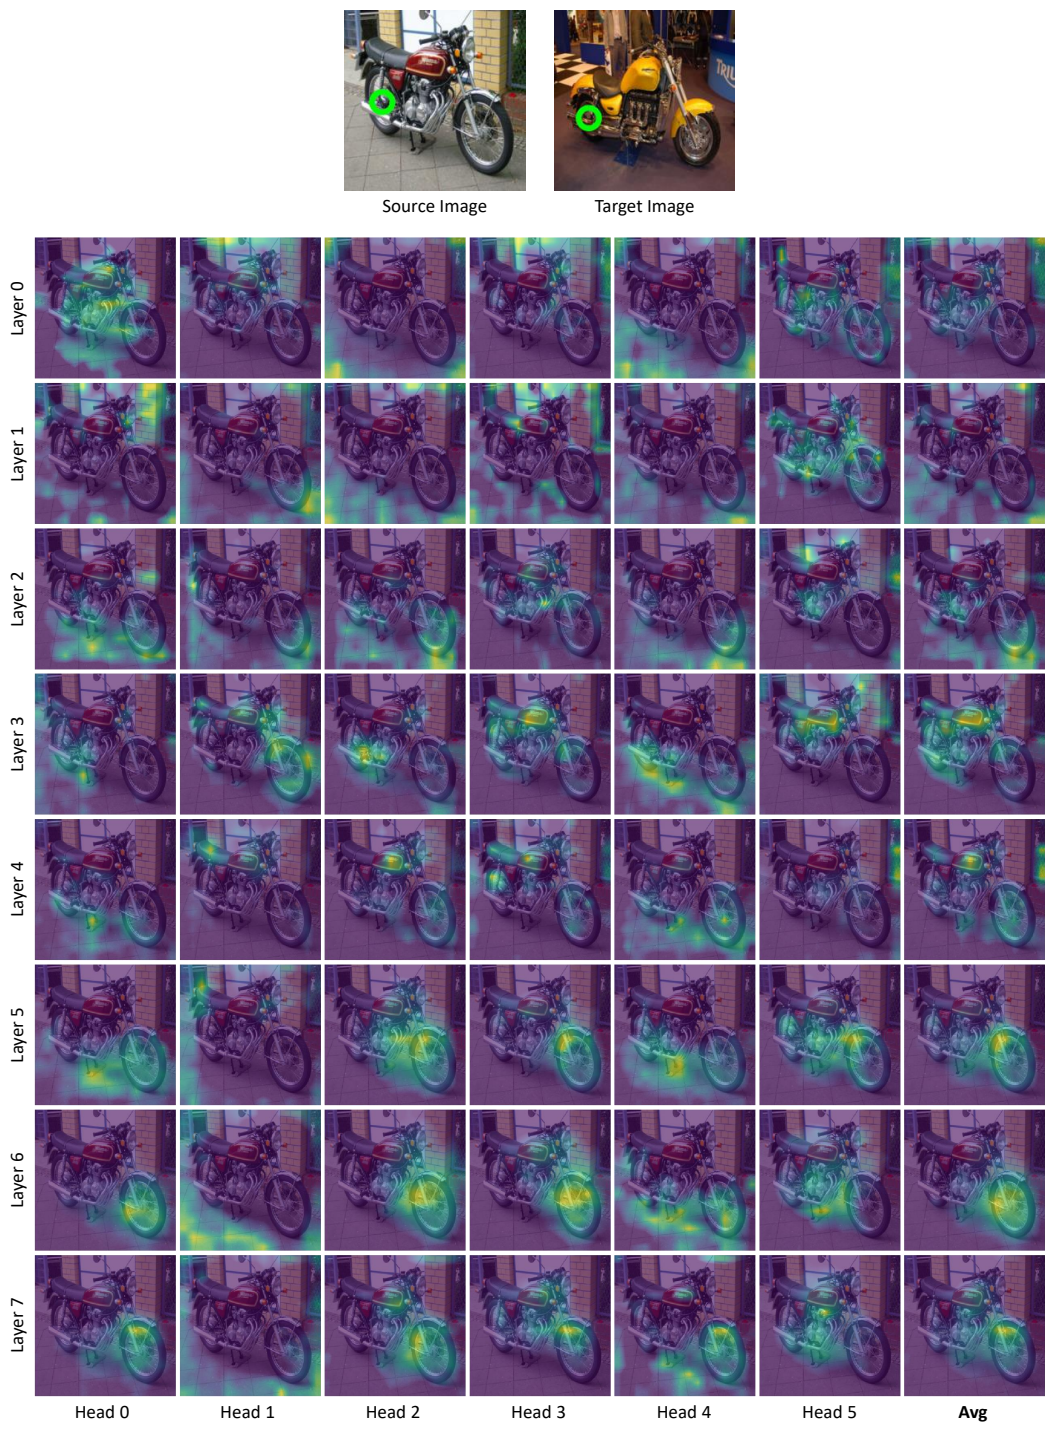 TRIU
Source Image
Target Image
Layer 0
Layer 1
Layer 2
Layer 3
Layer 4
Layer 5
Layer 6
Layer 7
Head 0
Head 1
Head 2
Head 3
Head 4
Head 5
Avg